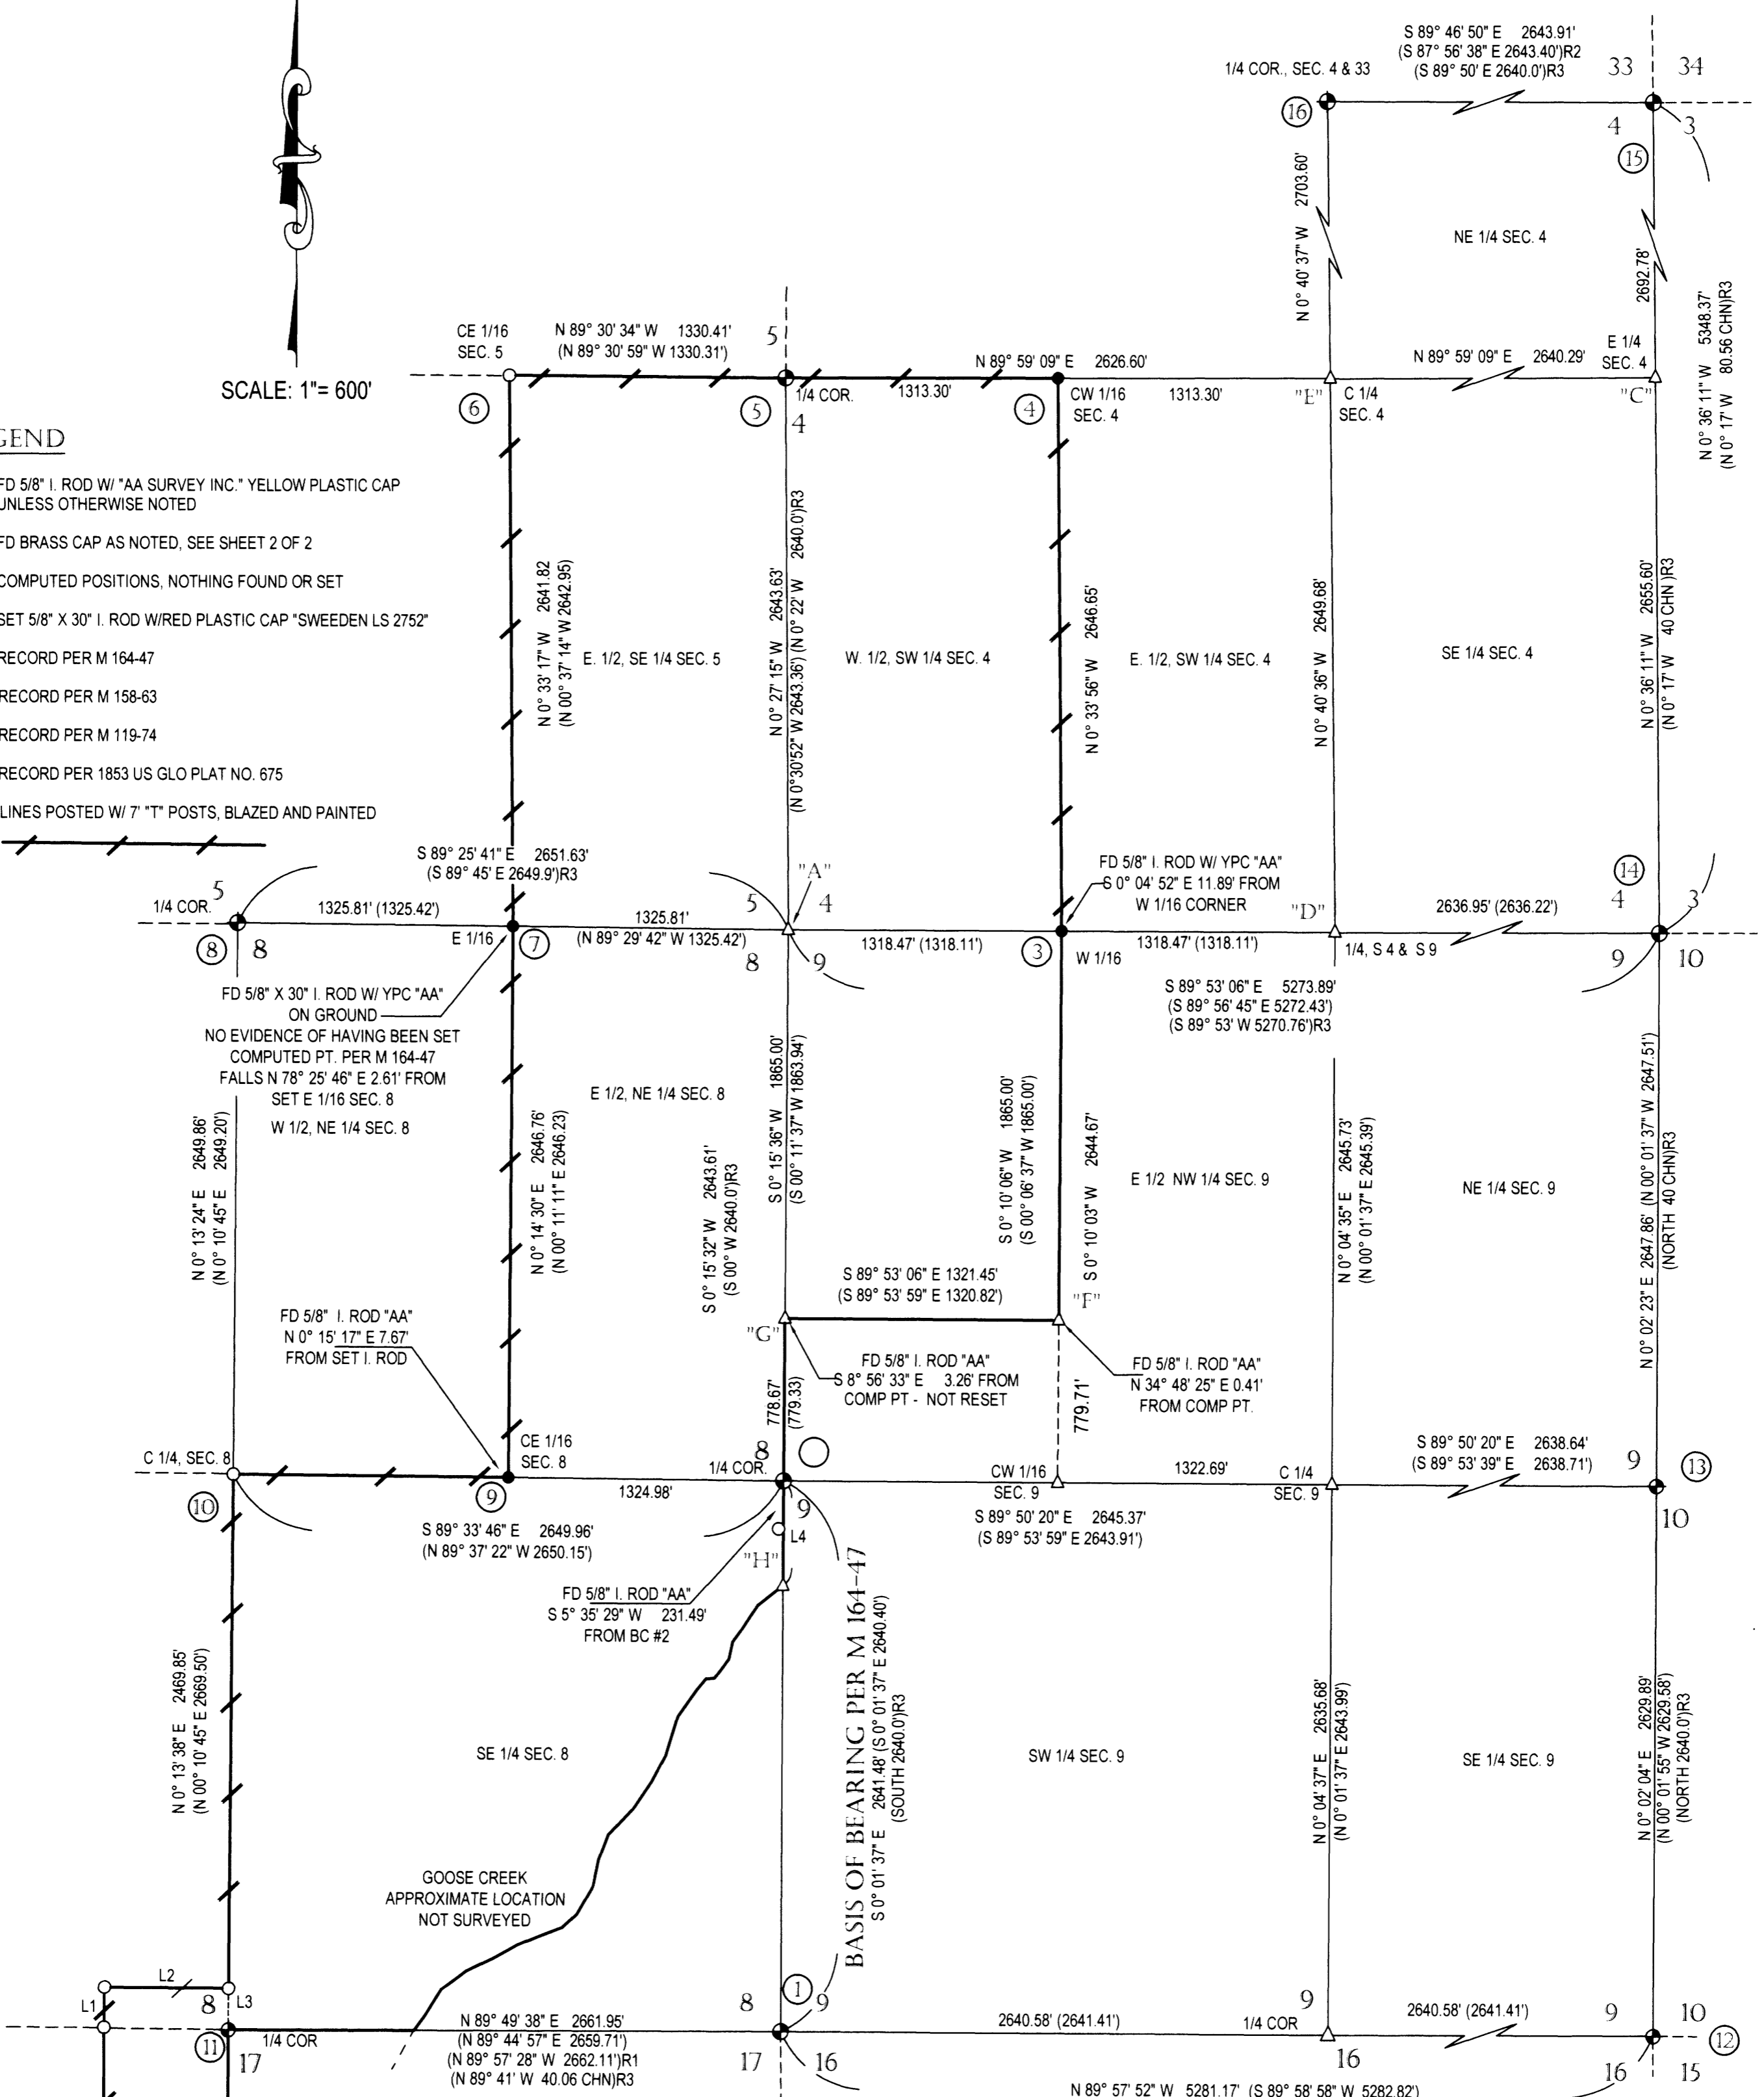 S 89° 46' 50" E 2643.91'
(S 87° 56' 38" E 2643.40')R2
(S 89° 50' E 2640.0')R3
1/4 COR., SEC. 4 & 33
33 34
16
4 3
15
N 0° 40' 37" W 2703.60'
NE 1/4 SEC. 4
2692.78'
N 0° 36' 11" W 5348.37'
(N 0° 17' W 80.56 CHN)R3
SCALE: 1"= 600'
CE 1/16
SEC. 5
N 89° 30' 34" W 1330.41'
(N 89° 30' 59" W 1330.31')
5
N 89° 59' 09" E 2626.60'
N 89° 59' 09" E 2640.29'
E 1/4
SEC. 4
6
5
1/4 COR.
4
1313.30'
4
CW 1/16
SEC. 4
1313.30'
"E"
C 1/4
SEC. 4
"C"
GEND
FD 5/8" I. ROD W/ "AA SURVEY INC." YELLOW PLASTIC CAP
UNLESS OTHERWISE NOTED
FD BRASS CAP AS NOTED, SEE SHEET 2 OF 2
COMPUTED POSITIONS, NOTHING FOUND OR SET
SET 5/8" X 30" I. ROD W/RED PLASTIC CAP "SWEEDEN LS 2752"
RECORD PER M 164-47
RECORD PER M 158-63
RECORD PER M 119-74
RECORD PER 1853 US GLO PLAT NO. 675
LINES POSTED W/ 7' "T" POSTS, BLAZED AND PAINTED
N 0° 33' 17" W 2641.82
(N 00° 37' 14" W 2642.95)
E. 1/2, SE 1/4 SEC. 5
N 0° 27' 15" W 2643.63'
(N 0°30'52" W 2643.36') (N 0° 22' W 2640.0')R3
W. 1/2, SW 1/4 SEC. 4
N 0° 33' 56" W 2646.65'
E. 1/2, SW 1/4 SEC. 4
N 0° 40' 36" W 2649.68'
SE 1/4 SEC. 4
N 0° 36' 11" W 2655.60'
(N 0° 17' W 40 CHN )R3
S 89° 25' 41" E 2651.63'
(S 89° 45' E 2649.9')R3
1/4 COR.
5
8
8
1325.81' (1325.42')
E 1/16
7
1325.81'
(N 89° 29' 42" W 1325.42')
"A"
5 4
8 9
1318.47' (1318.11')
3
FD 5/8" I. ROD W/ YPC "AA"
S 0° 04' 52" E 11.89' FROM
W 1/16 CORNER
W 1/16
1318.47' (1318.11')
"D"
1/4, S 4 & S 9
2636.95' (2636.22')
14
4 3
9 10
S 89° 53' 06" E 5273.89'
(S 89° 56' 45" E 5272.43')
(S 89° 53' W 5270.76')R3
FD 5/8" X 30" I. ROD W/ YPC "AA"
ON GROUND
NO EVIDENCE OF HAVING BEEN SET
COMPUTED PT. PER M 164-47
FALLS N 78° 25' 46" E 2.61' FROM
SET E 1/16 SEC. 8
W 1/2, NE 1/4 SEC. 8
N 0° 13' 24" E 2649.86'
(N 0° 10' 45" E 2649.20')
N 0° 14' 30" E 2646.76'
(N 00° 11' 11" E 2646.23)
E 1/2, NE 1/4 SEC. 8
S 0° 15' 32" W 2643.61'
(S 00° W 2640.0')R3
S 0° 15' 36" W 1865.00'
(S 00° 11' 37" W 1863.94')
S 0° 10' 06" W 1865.00'
(S 00° 06' 37" W 1865.00')
S 0° 10' 03" W 2644.67'
E 1/2 NW 1/4 SEC. 9
N 0° 04' 35" E 2645.73'
(N 00° 01' 37" E 2645.39')
NE 1/4 SEC. 9
N 0° 02' 23" E 2647.86' (N 00° 01' 37" W 2647.51')
(NORTH 40 CHN)R3
S 89° 53' 06" E 1321.45'
(S 89° 53' 59" E 1320.82')
"F"
"G"
FD 5/8" I. ROD "AA"
N 0° 15' 17" E 7.67'
FROM SET I. ROD
FD 5/8" I. ROD "AA"
S 8° 56' 33" E 3.26' FROM
COMP PT - NOT RESET
FD 5/8" I. ROD "AA"
N 34° 48' 25" E 0.41'
FROM COMP PT.
778.67'
(779.33)
779.71'
C 1/4, SEC. 8
10
CE 1/16
SEC. 8
9
1324.98'
1/4 COR.
8
9
L4
CW 1/16
SEC. 9
1322.69'
C 1/4
SEC. 9
S 89° 50' 20" E 2638.64'
(S 89° 53' 39" E 2638.71')
9
13
10
S 89° 33' 46" E 2649.96'
(N 89° 37' 22" W 2650.15')
S 89° 50' 20" E 2645.37'
(S 89° 53' 59" E 2643.91')
"H"
FD 5/8" I. ROD "AA"
S 5° 35' 29" W 231.49'
FROM BC #2
N 0° 13' 38" E 2469.85'
(N 00° 10' 45" E 2669.50')
SE 1/4 SEC. 8
BASIS OF BEARING PER M 164-47
S 0° 01' 37" E 2641.48' (S 0° 01' 37" E 2640.40')
(SOUTH 2640.0')R3
SW 1/4 SEC. 9
N 0° 04' 37" E 2635.68'
(N 0° 01' 37" E 2643.99')
SE 1/4 SEC. 9
N 0° 02' 04" E 2629.89'
(N 00° 01' 55" W 2629.58")
(NORTH 2640.0')R3
GOOSE CREEK
APPROXIMATE LOCATION
NOT SURVEYED
L2
L1
8
L3
11
17
1/4 COR
N 89° 49' 38" E 2661.95'
(N 89° 44' 57" E 2659.71')
(N 89° 57' 28" W 2662.11')R1
(N 89° 41' W 40.06 CHN)R3
8
1
9
17 16
2640.58' (2641.41')
1/4 COR
9
16
2640.58' (2641.41')
9 10
12
16 15
N 89° 57' 52" W 5281.17' (S 89° 58' 58" W 5282.82')